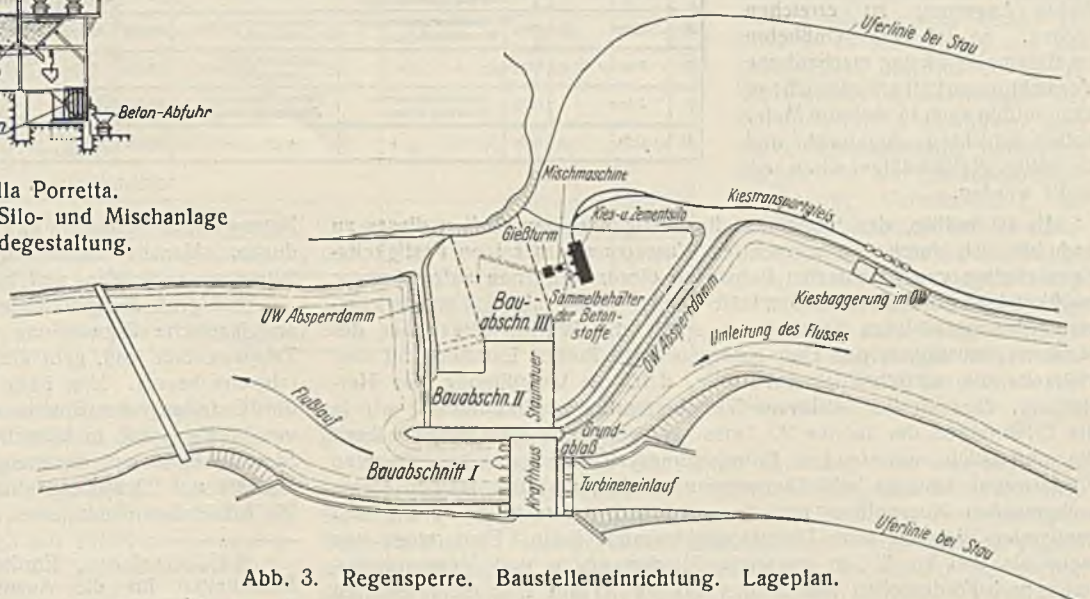 Beton-Abfuhr
lla Porretta.
Silo- und Mischanlage
degestaltung.
Uferlinie bei Stau
Mischmaschine
Kies- u. Zementsilo
Kiestransportgleis
Gießturm
Sammelbehälter
der Beton-
stoffe
Kiesbaggerung im OW
UW Absperrdamm
Bau-
abschn. III
OW Absperrdamm
Umleitung des Flusses
Staumauer
Bauabschn. II
Flußlauf
Grund-
ablaß
Bauabschnitt I
Krafthaus
Turbineneinlauf
Uferlinie bei Stau
Abb. 3. Regensperre. Baustelleneinrichtung. Lageplan.